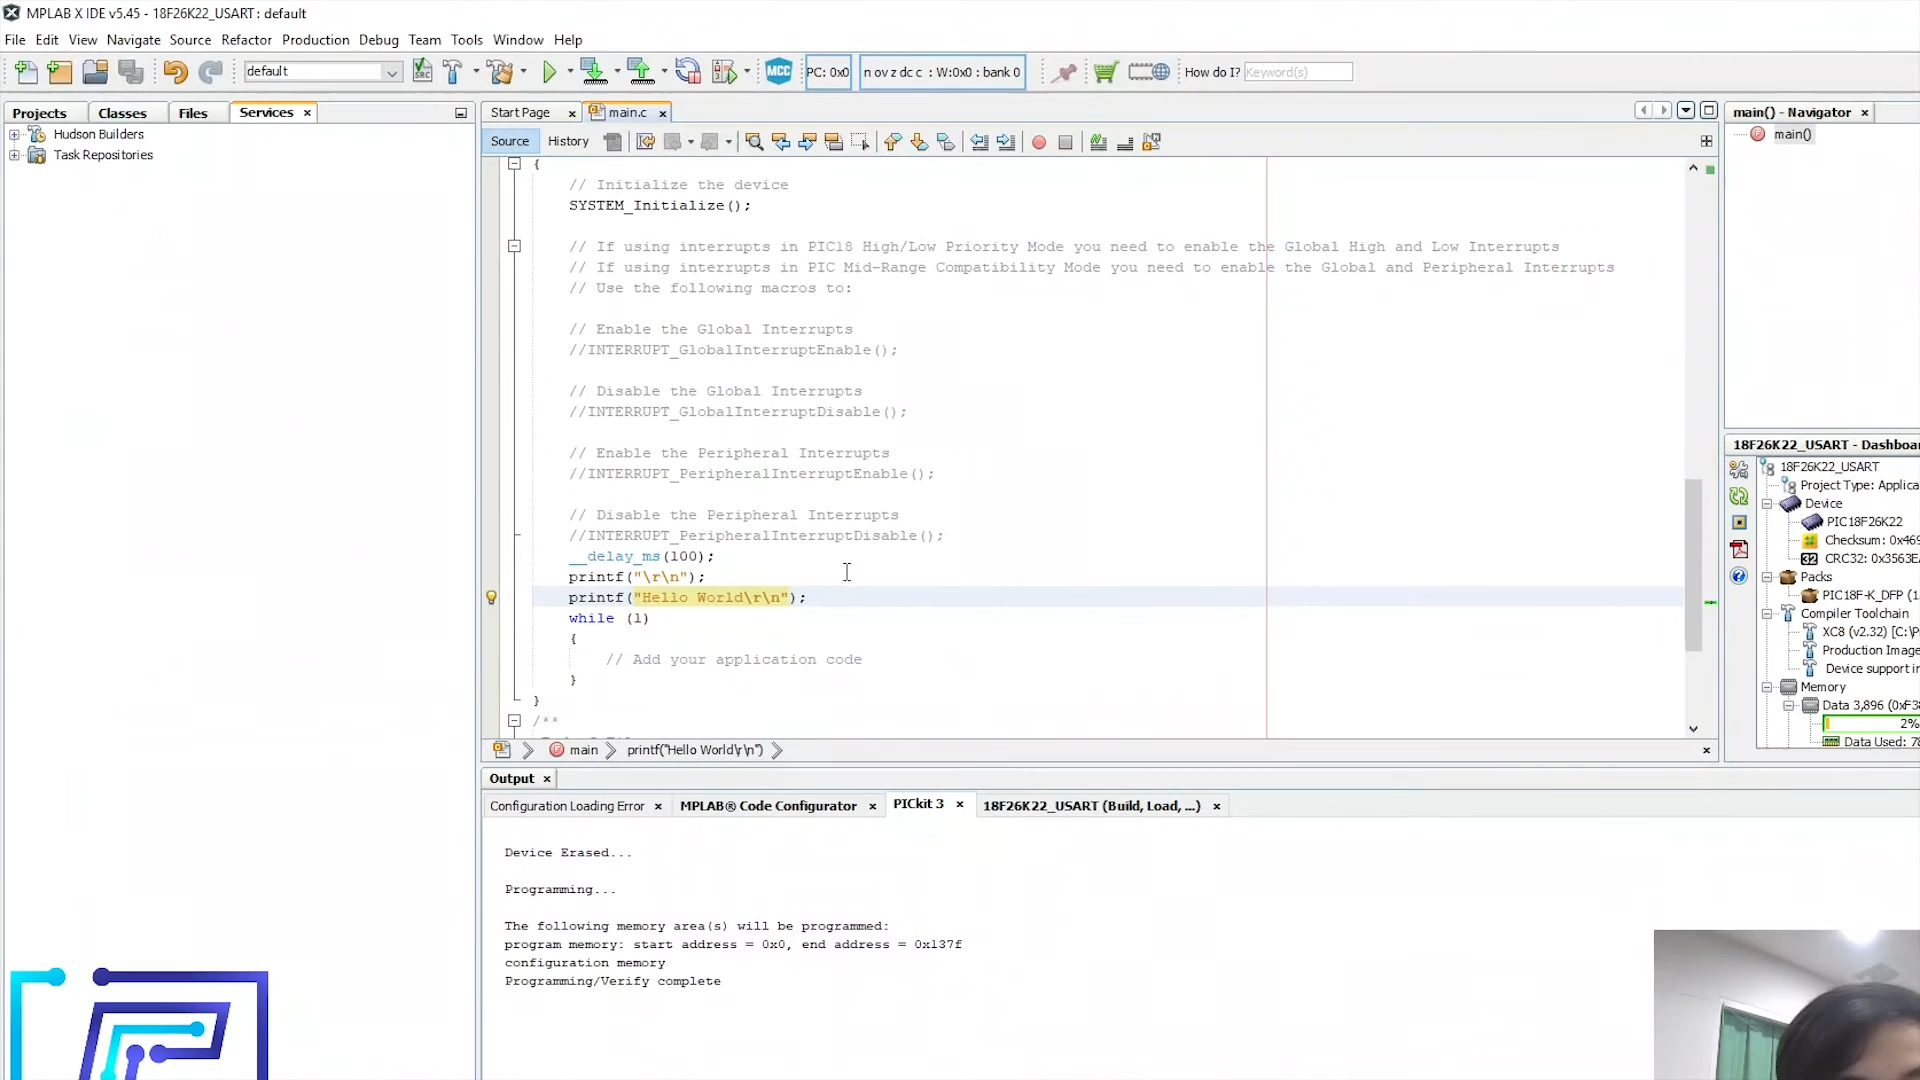 MPLAB X IDE v5.45 - 18F26K22_USART : default
File Edit View Navigate Source Refactor Production Debug Team Tools Window Help
default
MCC
PC: 0x0
n ov z dc c : W:0x0 : bank 0
How do I? Keyword(s)
Projects Classes Files Services
Hudson Builders
Task Repositories
Start Page main.c
Source History
{
// Initialize the device
SYSTEM_Initialize();
// If using interrupts in PIC18 High/Low Priority Mode you need to enable the Global High and Low Interrupts
// If using interrupts in PIC Mid-Range Compatibility Mode you need to enable the Global and Peripheral Interrupts
// Use the following macros to:
// Enable the Global Interrupts
//INTERRUPT_GlobalInterruptEnable();
// Disable the Global Interrupts
//INTERRUPT_GlobalInterruptDisable();
// Enable the Peripheral Interrupts
//INTERRUPT_PeripheralInterruptEnable();
// Disable the Peripheral Interrupts
//INTERRUPT_PeripheralInterruptDisable();
__delay_ms(100);
printf("\r\n");
printf("Hello World\r\n");
while (1)
{
// Add your application code
}
}
/**
main printf("Hello World\r\n")
main() - Navigator
main()
18F26K22_USART - Dashboar
18F26K22_USART
Project Type: Applica
Device
PIC18F26K22
Checksum: 0x469
CRC32: 0x3563E
Packs
PIC18F-K_DFP (1.
Compiler Toolchain
XC8 (v2.32) [C:\P
Production Image
Device support in
Memory
Data 3,896 (0xF38
2%
Data Used: 78
Output
Configuration Loading Error MPLAB® Code Configurator PICkit 3 18F26K22_USART (Build, Load, ...)
Device Erased...
Programming...
The following memory area(s) will be programmed:
program memory: start address = 0x0, end address = 0x137f
configuration memory
Programming/Verify complete